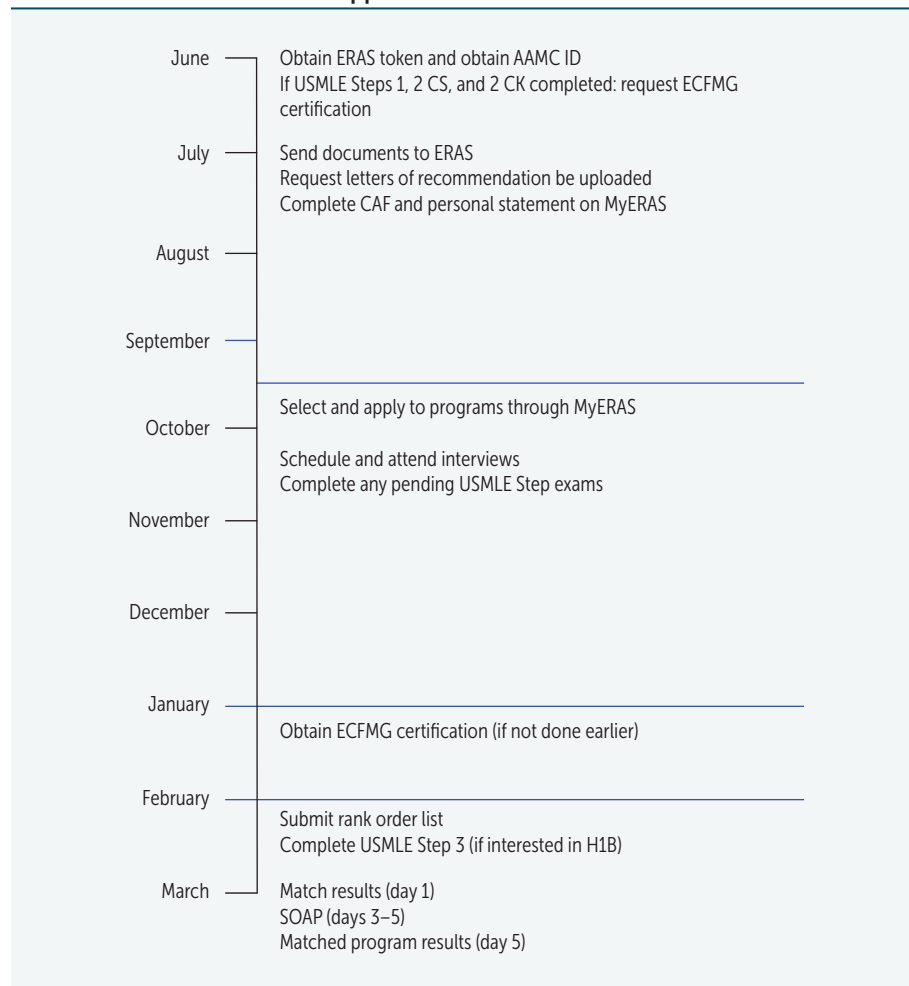 June Obtain ERAS token and obtain AAMC ID
If USMLE Steps 1, 2 CS, and 2 CK completed: request ECFMG
certification
July Send documents to ERAS
Request letters of recommendation be uploaded
Complete CAF and personal statement on MyERAS
August
September
Select and apply to programs through MyERAS
October
Schedule and attend interviews
Complete any pending USMLE Step exams
November
December
January
Obtain ECFMG certification (if not done earlier)
February
Submit rank order list
Complete USMLE Step 3 (if interested in H1B)
March Match results (day 1)
SOAP (days 3–5)
Matched program results (day 5)